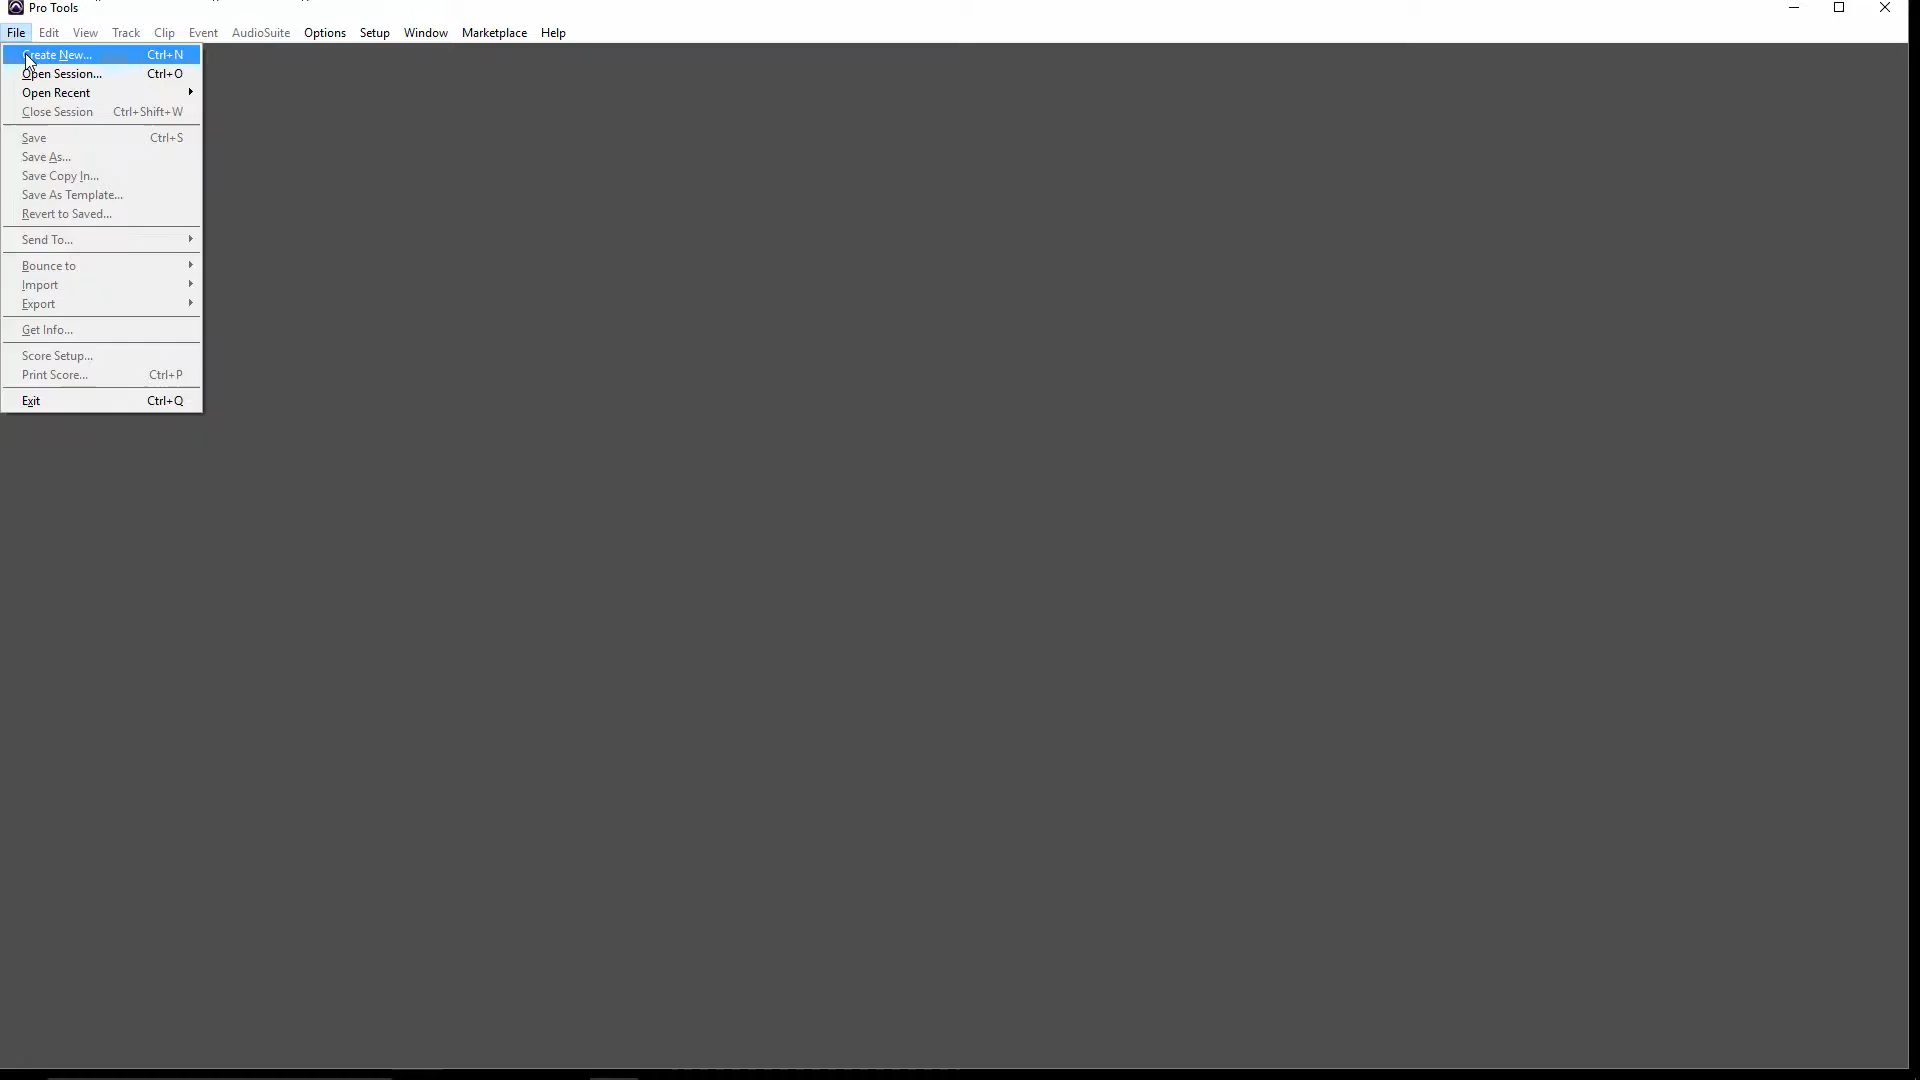 Pro Tools
File Edit View Track Clip Event AudioSuite Options Setup Window Marketplace Help
Create New... Ctrl+N
Open Session... Ctrl+O
Open Recent
Close Session Ctrl+Shift+W
Save Ctrl+S
Save As...
Save Copy In...
Save As Template...
Revert to Saved...
Send To...
Bounce to
Import
Export
Get Info...
Score Setup...
Print Score... Ctrl+P
Exit Ctrl+Q